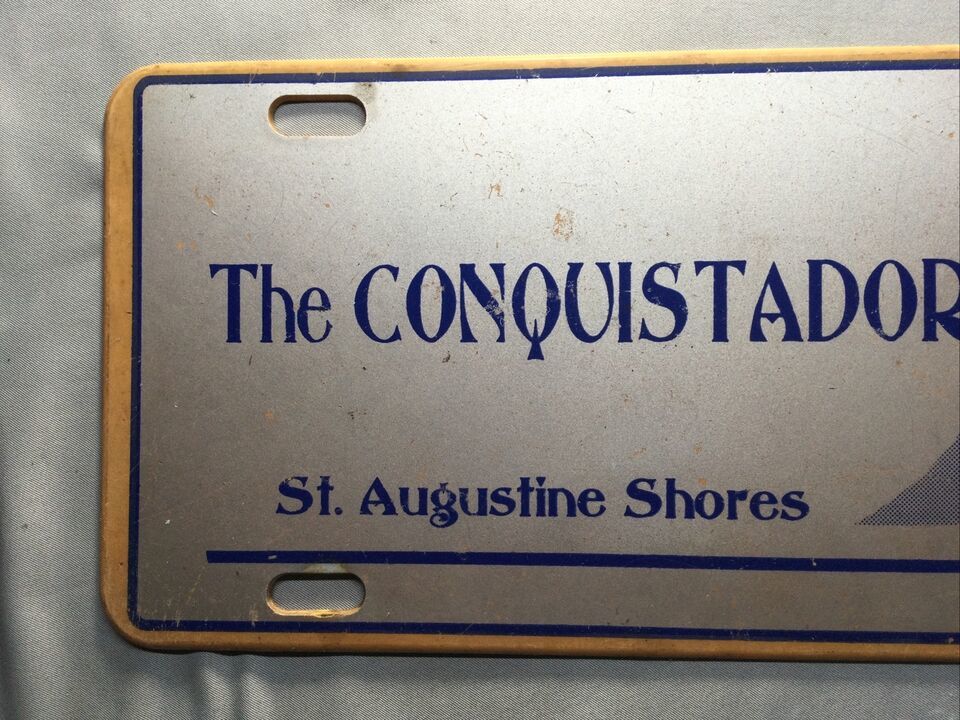 The CONQUISTADOR
St. Augustine Shores